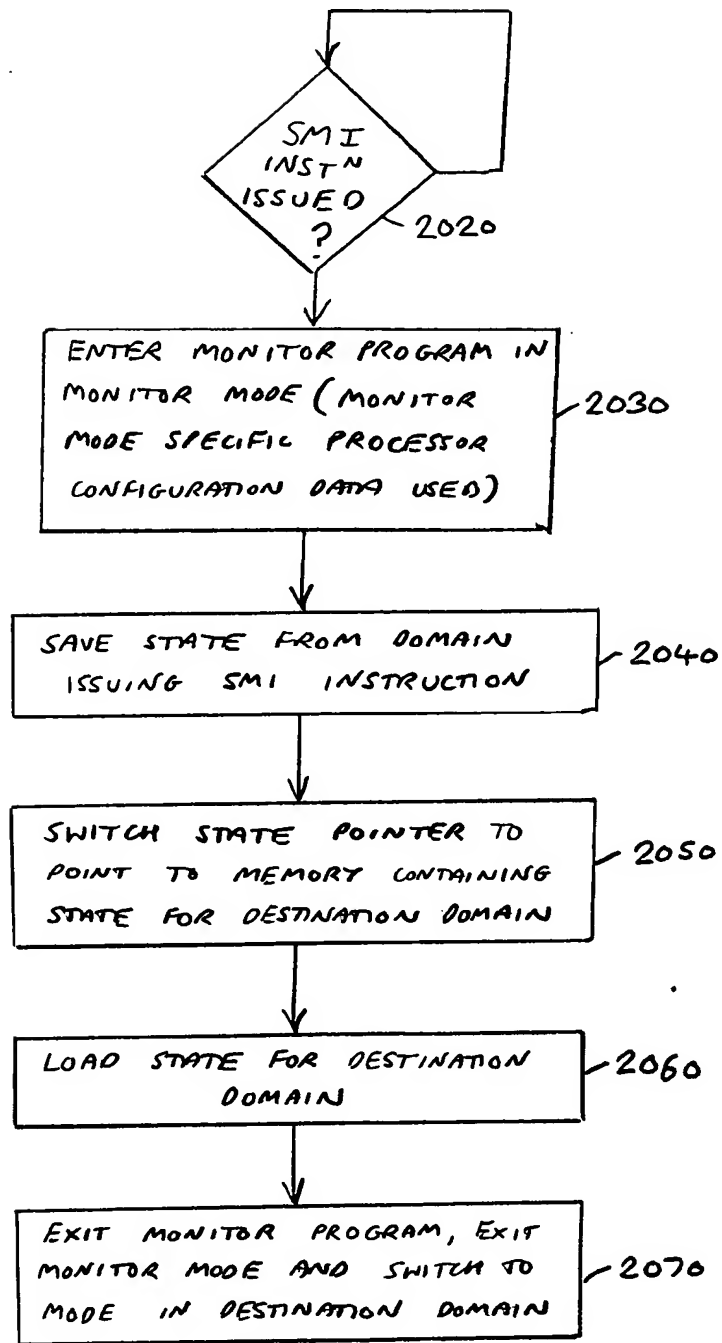 SMI
INSTN
ISSUED
?
2020
ENTER MONITOR PROGRAM IN
MONITOR MODE (MONITOR
MODE SPECIFIC PROCESSOR
CONFIGURATION DATA USED)
2030
SAVE STATE FROM DOMAIN
ISSUING SMI INSTRUCTION
2040
SWITCH STATE POINTER TO
POINT TO MEMORY CONTAINING
STATE FOR DESTINATION DOMAIN
2050
LOAD STATE FOR DESTINATION
DOMAIN
2060
EXIT MONITOR PROGRAM, EXIT
MONITOR MODE AND SWITCH TO
MODE IN DESTINATION DOMAIN
2070